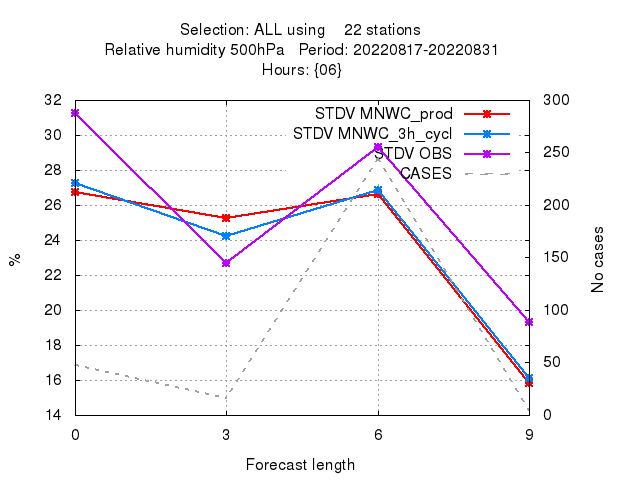 Selection: ALL using    22 stations
Relative humidity 500hPa   Period: 20220817-20220831
Hours: {06}
STDV MNWC_prod
STDV MNWC_3h_cycl
STDV OBS
CASES
32
30
28
26
24
22
20
18
16
14
%
300
250
200
150
100
50
0
No cases
0 3 6 9
Forecast length